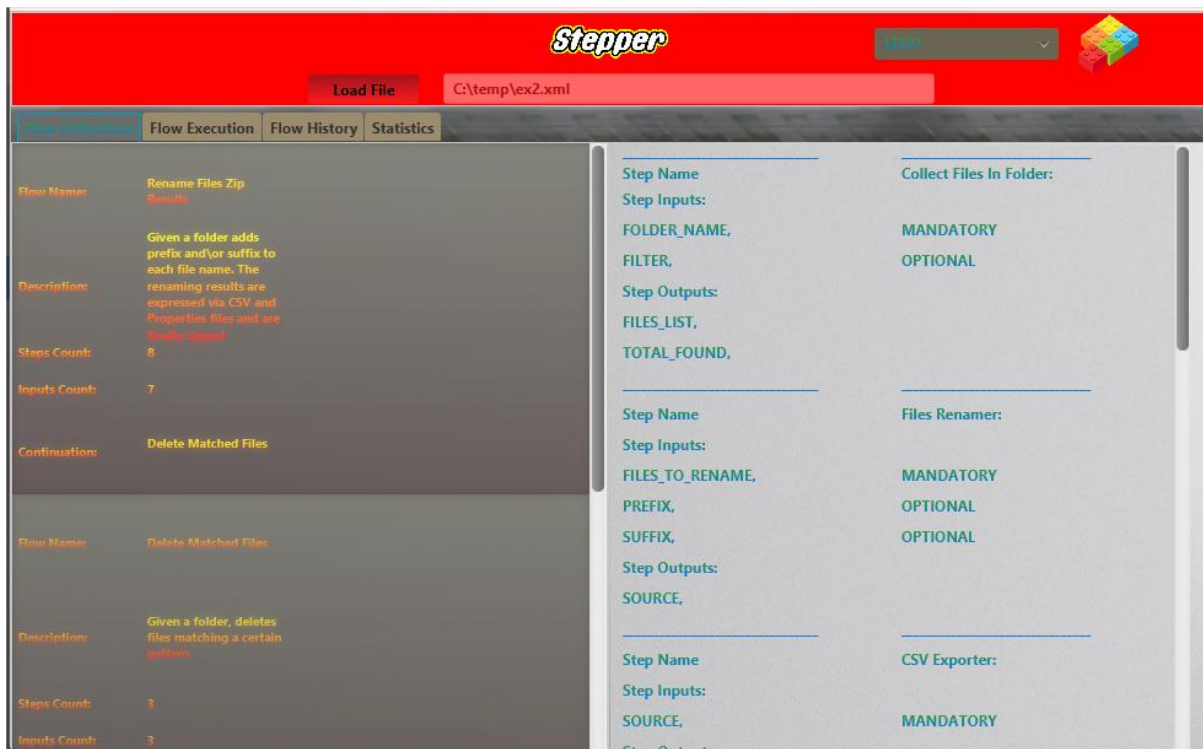 Stepper
LEGO
Load File
C:\temp\ex2.xml
Flow Definition
Flow Execution
Flow History
Statistics
Flow Name:
Rename Files Zip
Results
Description:
Given a folder adds
prefix and\or suffix to
each file name. The
renaming results are
expressed via CSV and
Properties files and are
finally zipped
Steps Count:
8
Inputs Count:
7
Continuation:
Delete Matched Files
Flow Name:
Delete Matched Files
Description:
Given a folder, deletes
files matching a certain
pattern
Steps Count:
3
Inputs Count:
3
Step Name
Collect Files In Folder:
Step Inputs:
FOLDER_NAME,
MANDATORY
FILTER,
OPTIONAL
Step Outputs:
FILES_LIST,
TOTAL_FOUND,
Step Name
Files Renamer:
Step Inputs:
FILES_TO_RENAME,
MANDATORY
PREFIX,
OPTIONAL
SUFFIX,
OPTIONAL
Step Outputs:
SOURCE,
Step Name
CSV Exporter:
Step Inputs:
SOURCE,
MANDATORY